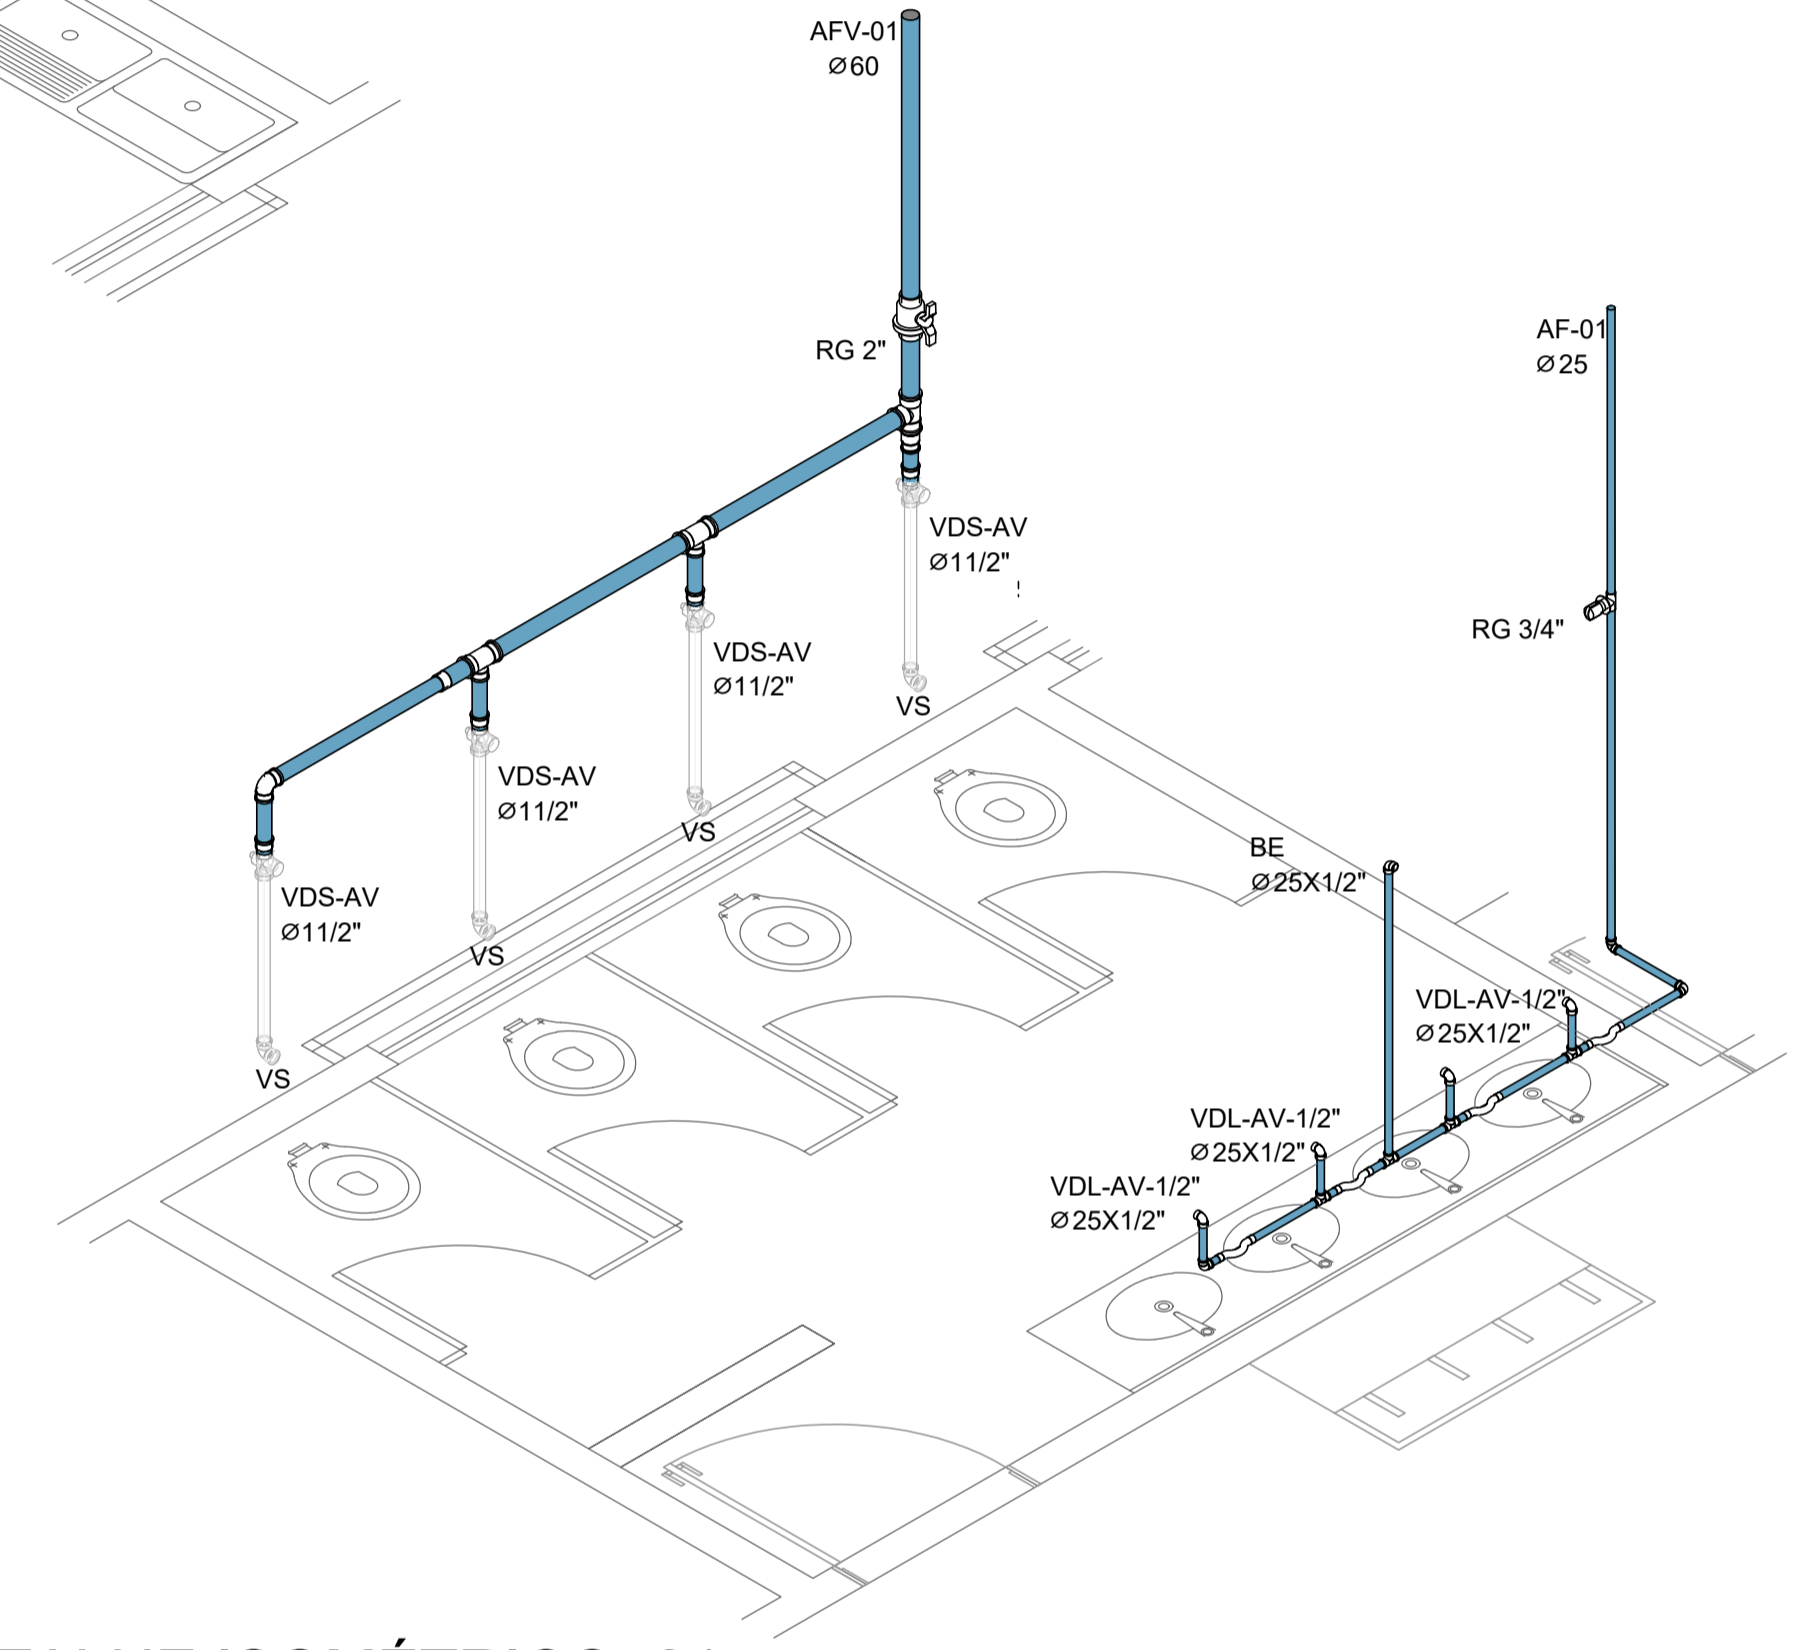 AFV-01
Ø60
RG 2"
AF-01
Ø25
RG 3/4"
VDS-AV
Ø11/2"
VS
VDS-AV
Ø11/2"
VS
VDS-AV
Ø11/2"
VS
VDS-AV
Ø11/2"
VS
BE
Ø25X1/2"
VDL-AV-1/2"
Ø25X1/2"
VDL-AV-1/2"
Ø25X1/2"
VDL-AV-1/2"
Ø25X1/2"